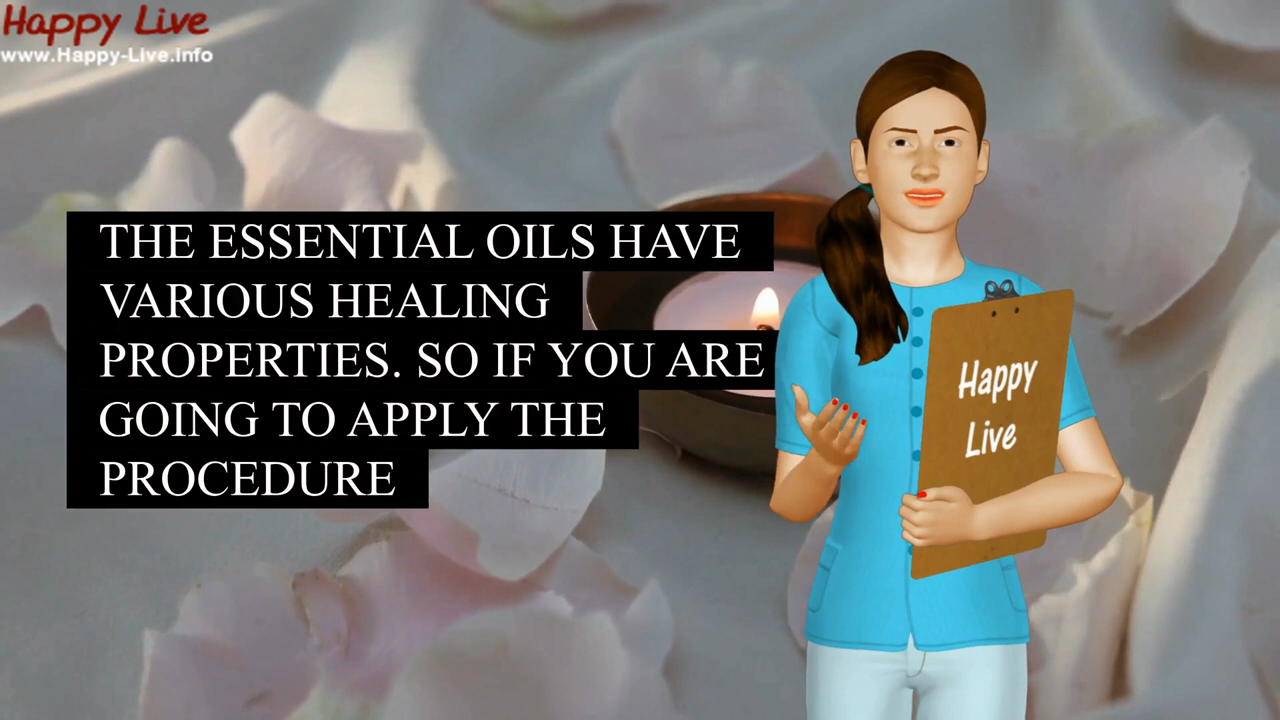 Happy Live
www.Happy-Live.info
THE ESSENTIAL OILS HAVE
VARIOUS HEALING
PROPERTIES. SO IF YOU ARE
GOING TO APPLY THE
PROCEDURE
Happy
Live